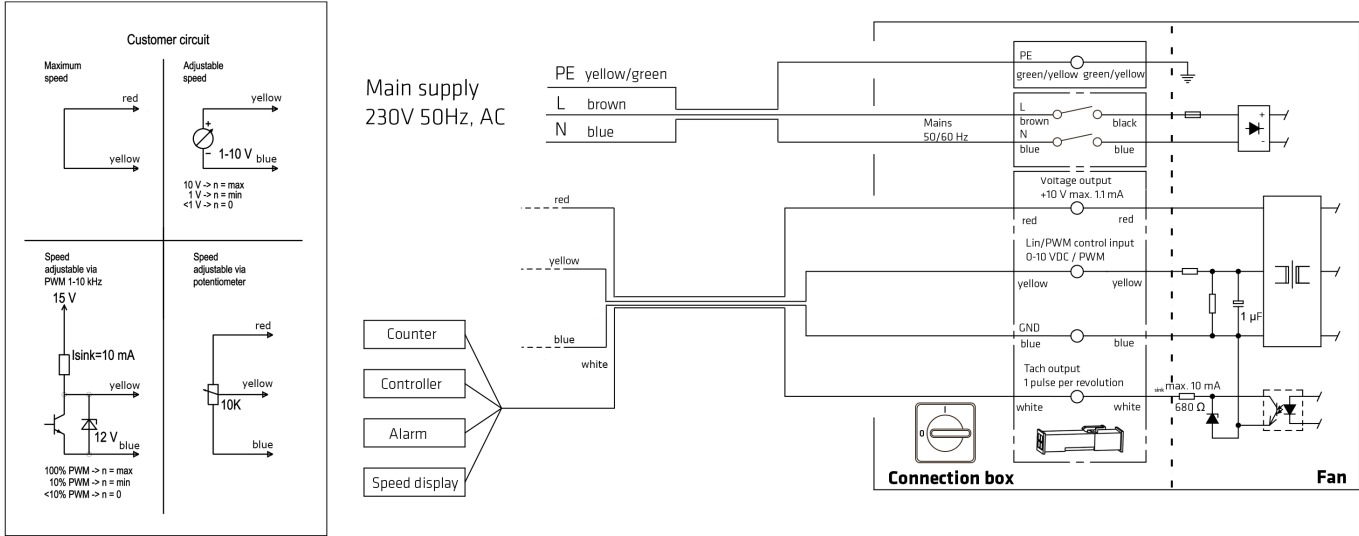 Customer circuit
Maximum
speed
red
yellow
Adjustable
speed
yellow
+
–
1-10 V
blue
10 V -> n = max
1 V -> n = min
<1 V -> n = 0
Speed
adjustable via
PWM 1-10 kHz
15 V
Isink=10 mA
yellow
12 V
blue
100% PWM -> n = max
10% PWM -> n = min
<10% PWM -> n = 0
Speed
adjustable via
potentiometer
red
yellow
10K
blue
Main supply
230V 50Hz, AC
PE yellow/green
L brown
N blue
red
yellow
blue
white
Counter
Controller
Alarm
Speed display
Mains
50/60 Hz
PE
green/yellow green/yellow
L
brown black
N
blue blue
+
-
Voltage output
+10 V max. 1.1 mA
red red
Lin/PWM control input
0-10 VDC / PWM
yellow yellow
1 µF
GND
blue blue
Tach output
1 pulse per revolution
white white
sink max. 10 mA
680 Ω
I
0
Connection box
Fan